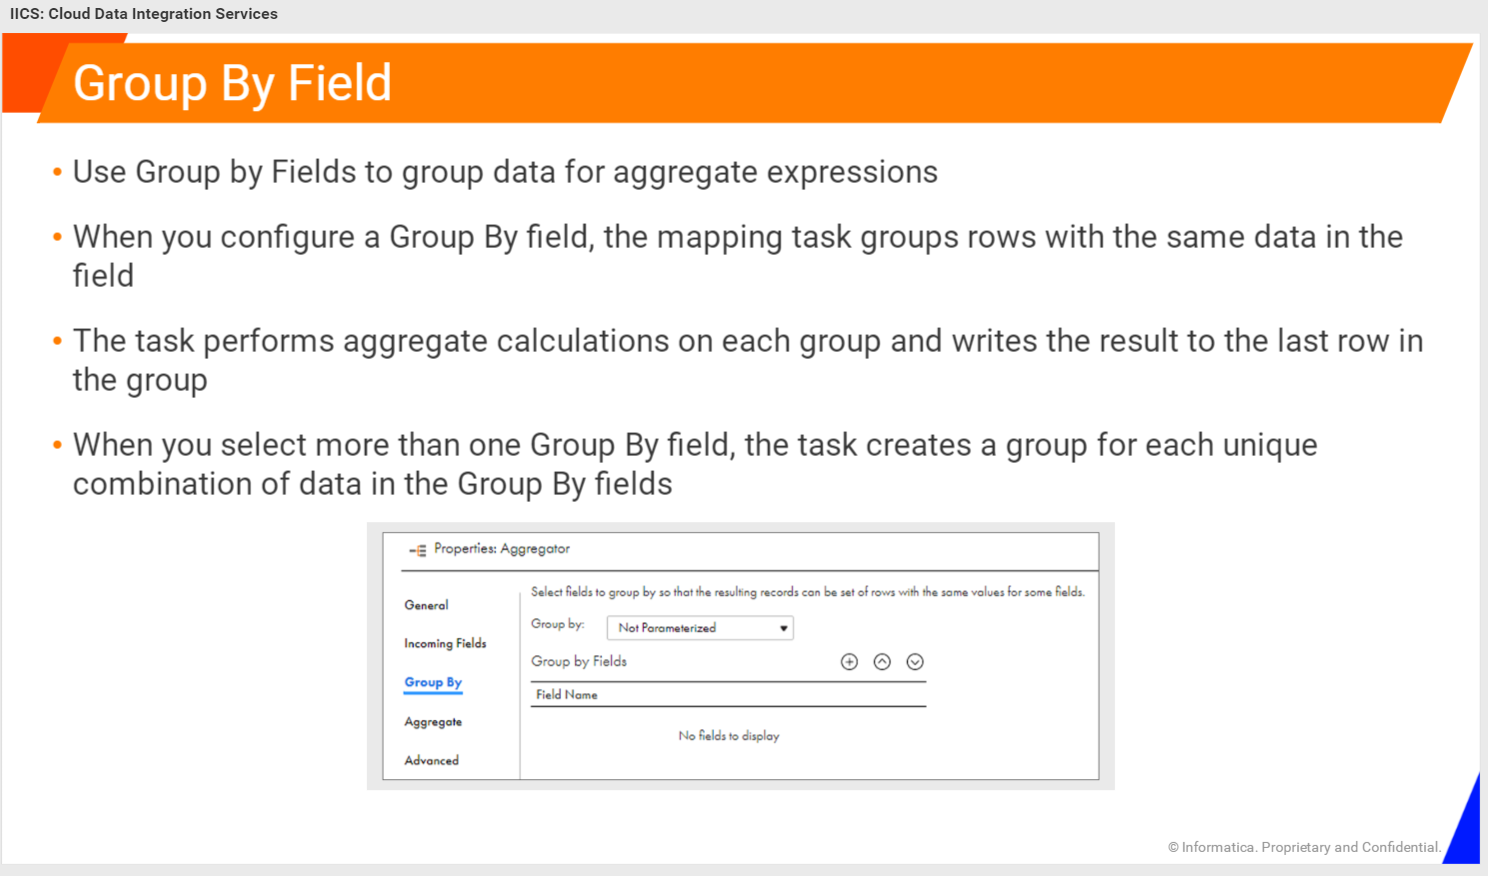 IICS: Cloud Data Integration Services
Group By Field
• Use Group by Fields to group data for aggregate expressions
• When you configure a Group By field, the mapping task groups rows with the same data in the
field
• The task performs aggregate calculations on each group and writes the result to the last row in
the group
• When you select more than one Group By field, the task creates a group for each unique
combination of data in the Group By fields
Properties: Aggregator
General
Incoming Fields
Group By
Aggregate
Advanced
Select fields to group by so that the resulting records can be set of rows with the same values for some fields.
Group by: Not Parameterized
Group by Fields
Field Name
No fields to display
© Informatica. Proprietary and Confidential.